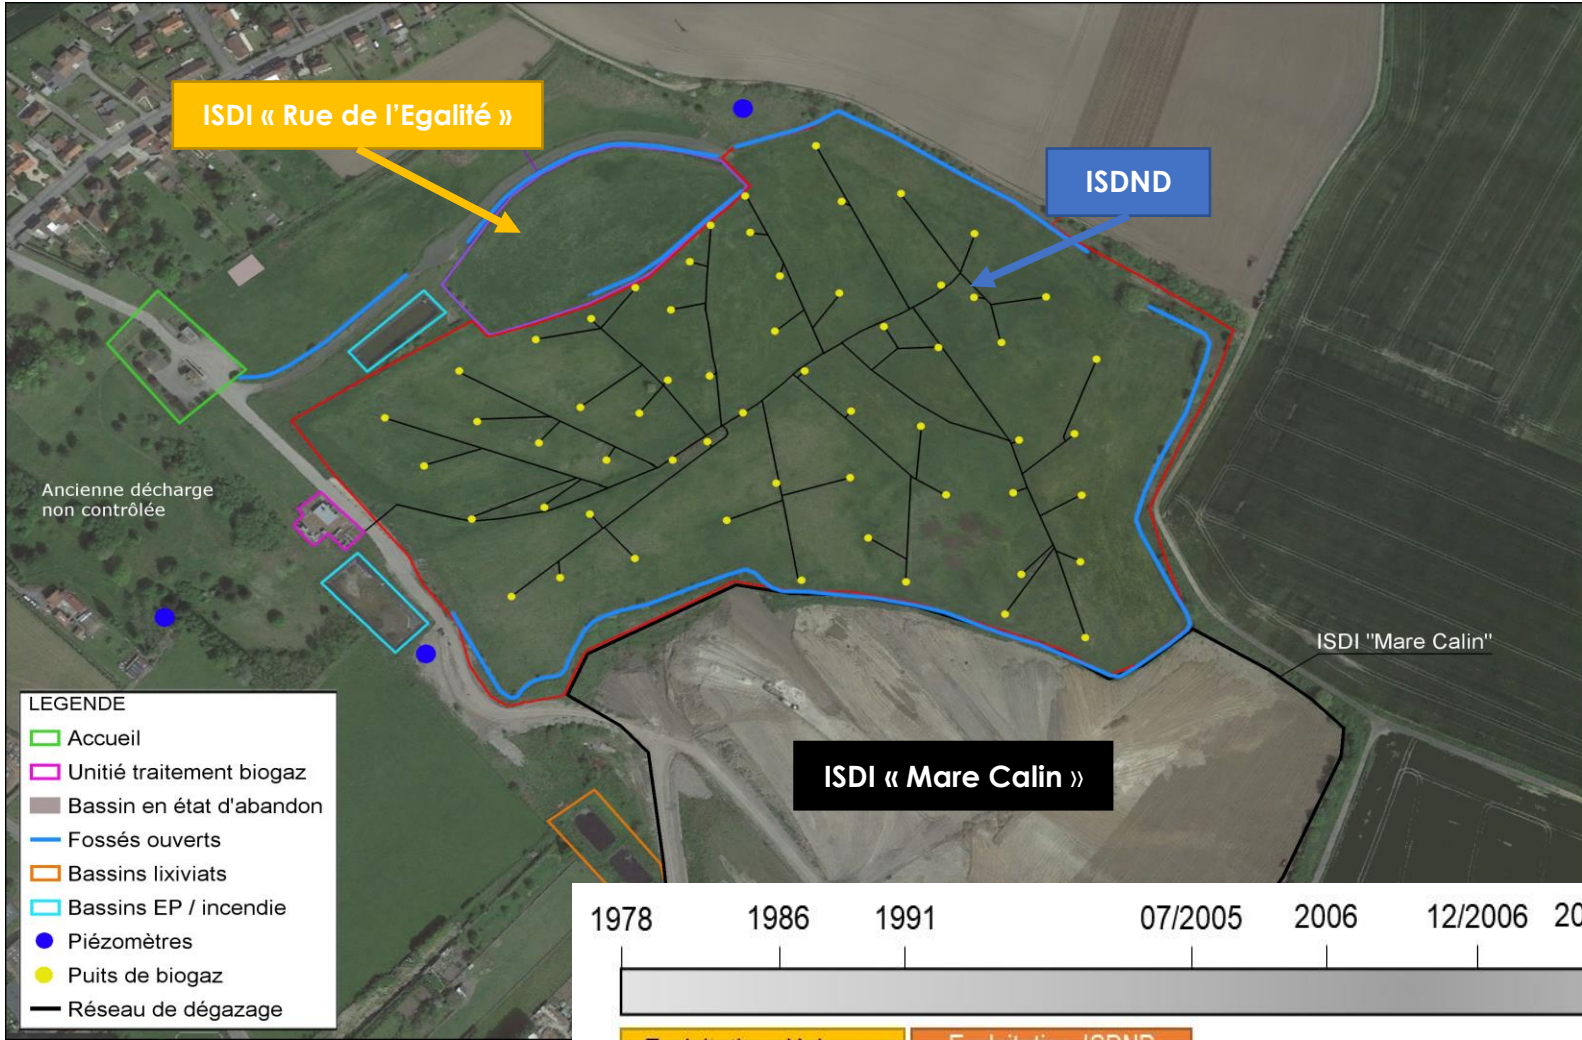 ISDI « Rue de l'Egalité »
ISDND
Ancienne décharge
non contrôlée
ISDI "Mare Calin"
ISDI « Mare Calin »
LEGENDE
Accueil
Unitié traitement biogaz
Bassin en état d'abandon
Fossés ouverts
Bassins lixiviats
Bassins EP / incendie
Piézomètres
Puits de biogaz
Réseau de dégazage
1978 1986 1991 07/2005 2006 12/2006 20